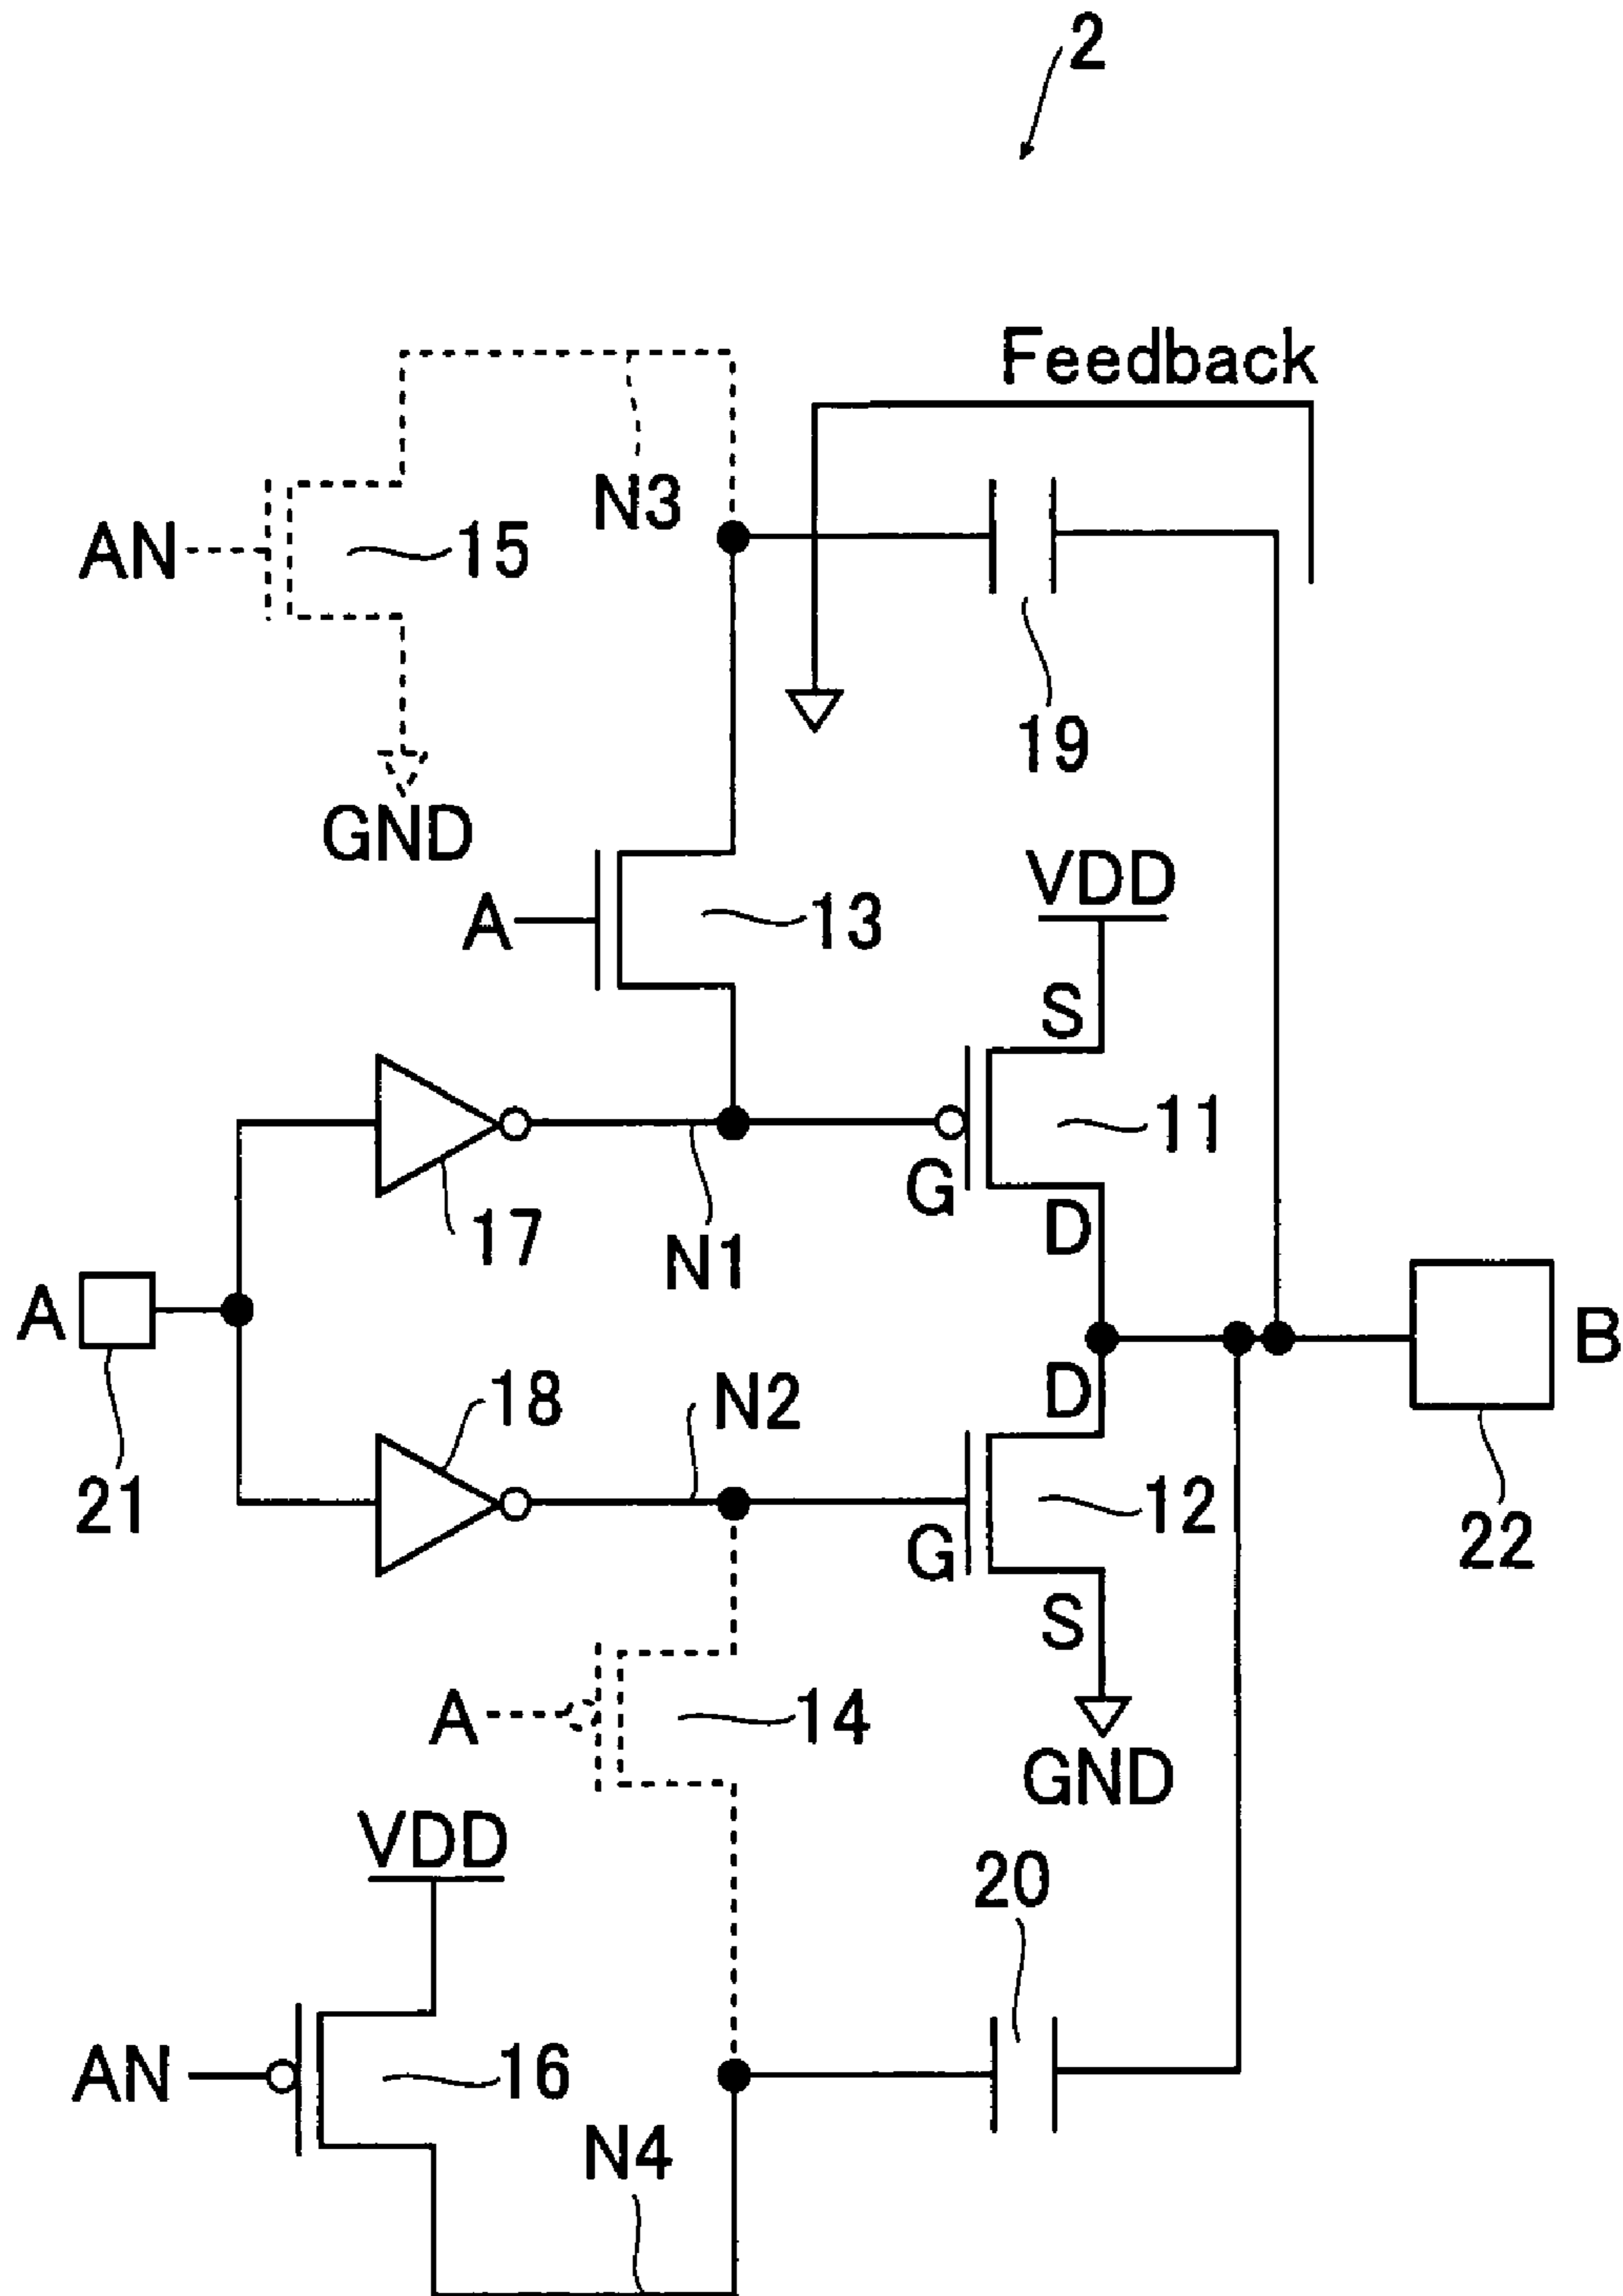 2
Feedback
N3
AN
15
19
GND
VDD
A
13
S
11
G
17
N1
D
A
B
18
N2
D
21
12
22
G
S
A
14
GND
VDD
20
AN
16
N4